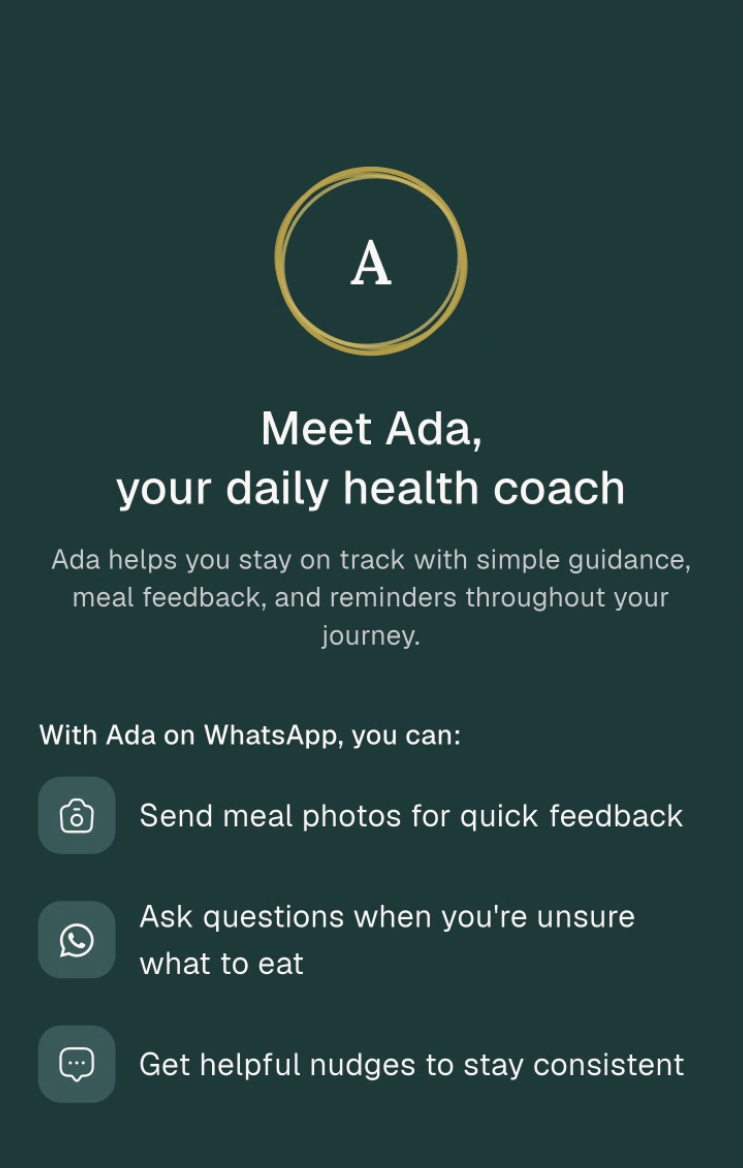 A
Meet Ada,
your daily health coach
Ada helps you stay on track with simple guidance,
meal feedback, and reminders throughout your
journey.
With Ada on WhatsApp, you can:
Send meal photos for quick feedback
Ask questions when you're unsure
what to eat
Get helpful nudges to stay consistent